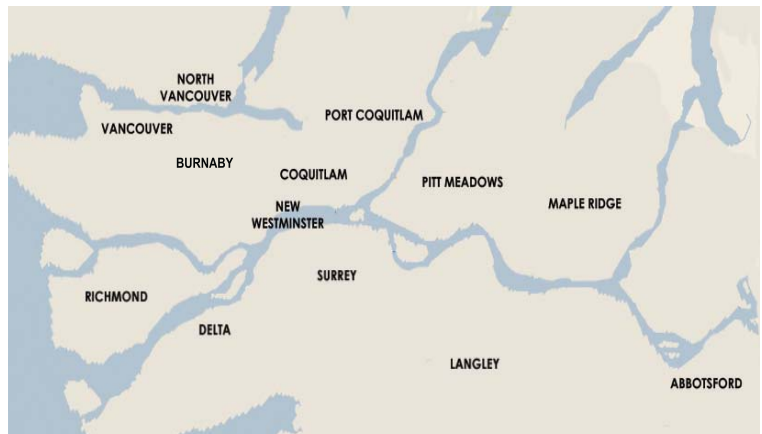 NORTH
VANCOUVER
PORT COQUITLAM
VANCOUVER
BURNABY
COQUITLAM
PITT MEADOWS
MAPLE RIDGE
NEW
WESTMINSTER
SURREY
RICHMOND
DELTA
LANGLEY
ABBOTSFORD